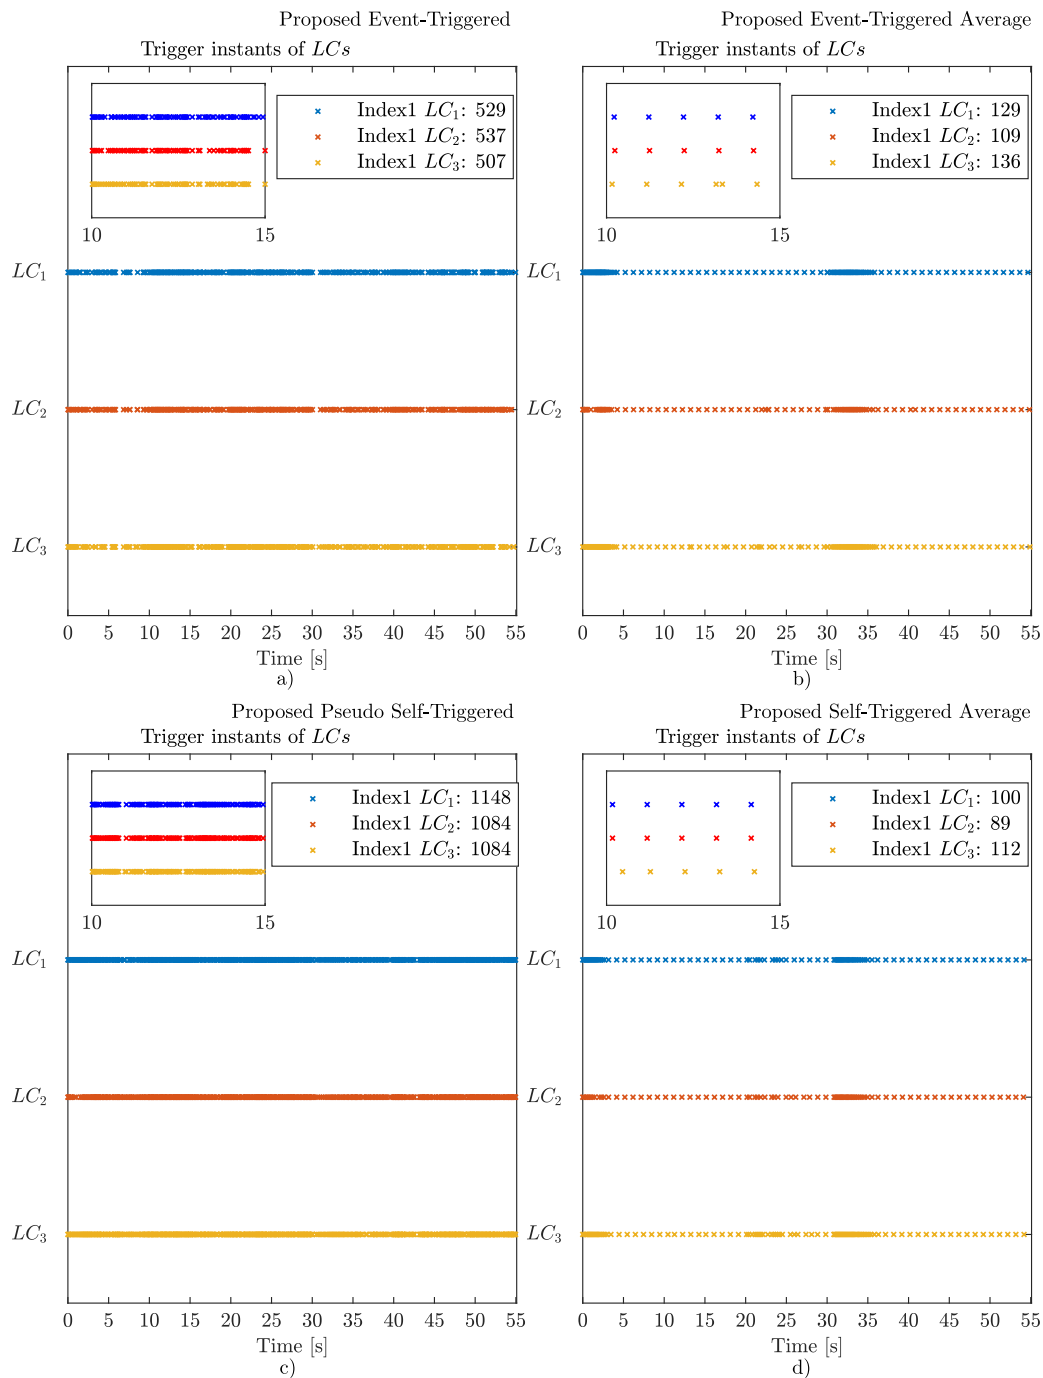 Proposed Event-Triggered
Trigger instants of LCs
Index1 LC1: 529
Index1 LC2: 537
Index1 LC3: 507
10 15
LC1
LC2
LC3
0 5 10 15 20 25 30 35 40 45 50 55
Time [s]
a)
Proposed Event-Triggered Average
Trigger instants of LCs
Index1 LC1: 129
Index1 LC2: 109
Index1 LC3: 136
10 15
LC1
LC2
LC3
0 5 10 15 20 25 30 35 40 45 50 55
Time [s]
b)
Proposed Pseudo Self-Triggered
Trigger instants of LCs
Index1 LC1: 1148
Index1 LC2: 1084
Index1 LC3: 1084
10 15
LC1
LC2
LC3
0 5 10 15 20 25 30 35 40 45 50 55
Time [s]
c)
Proposed Self-Triggered Average
Trigger instants of LCs
Index1 LC1: 100
Index1 LC2: 89
Index1 LC3: 112
10 15
LC1
LC2
LC3
0 5 10 15 20 25 30 35 40 45 50 55
Time [s]
d)